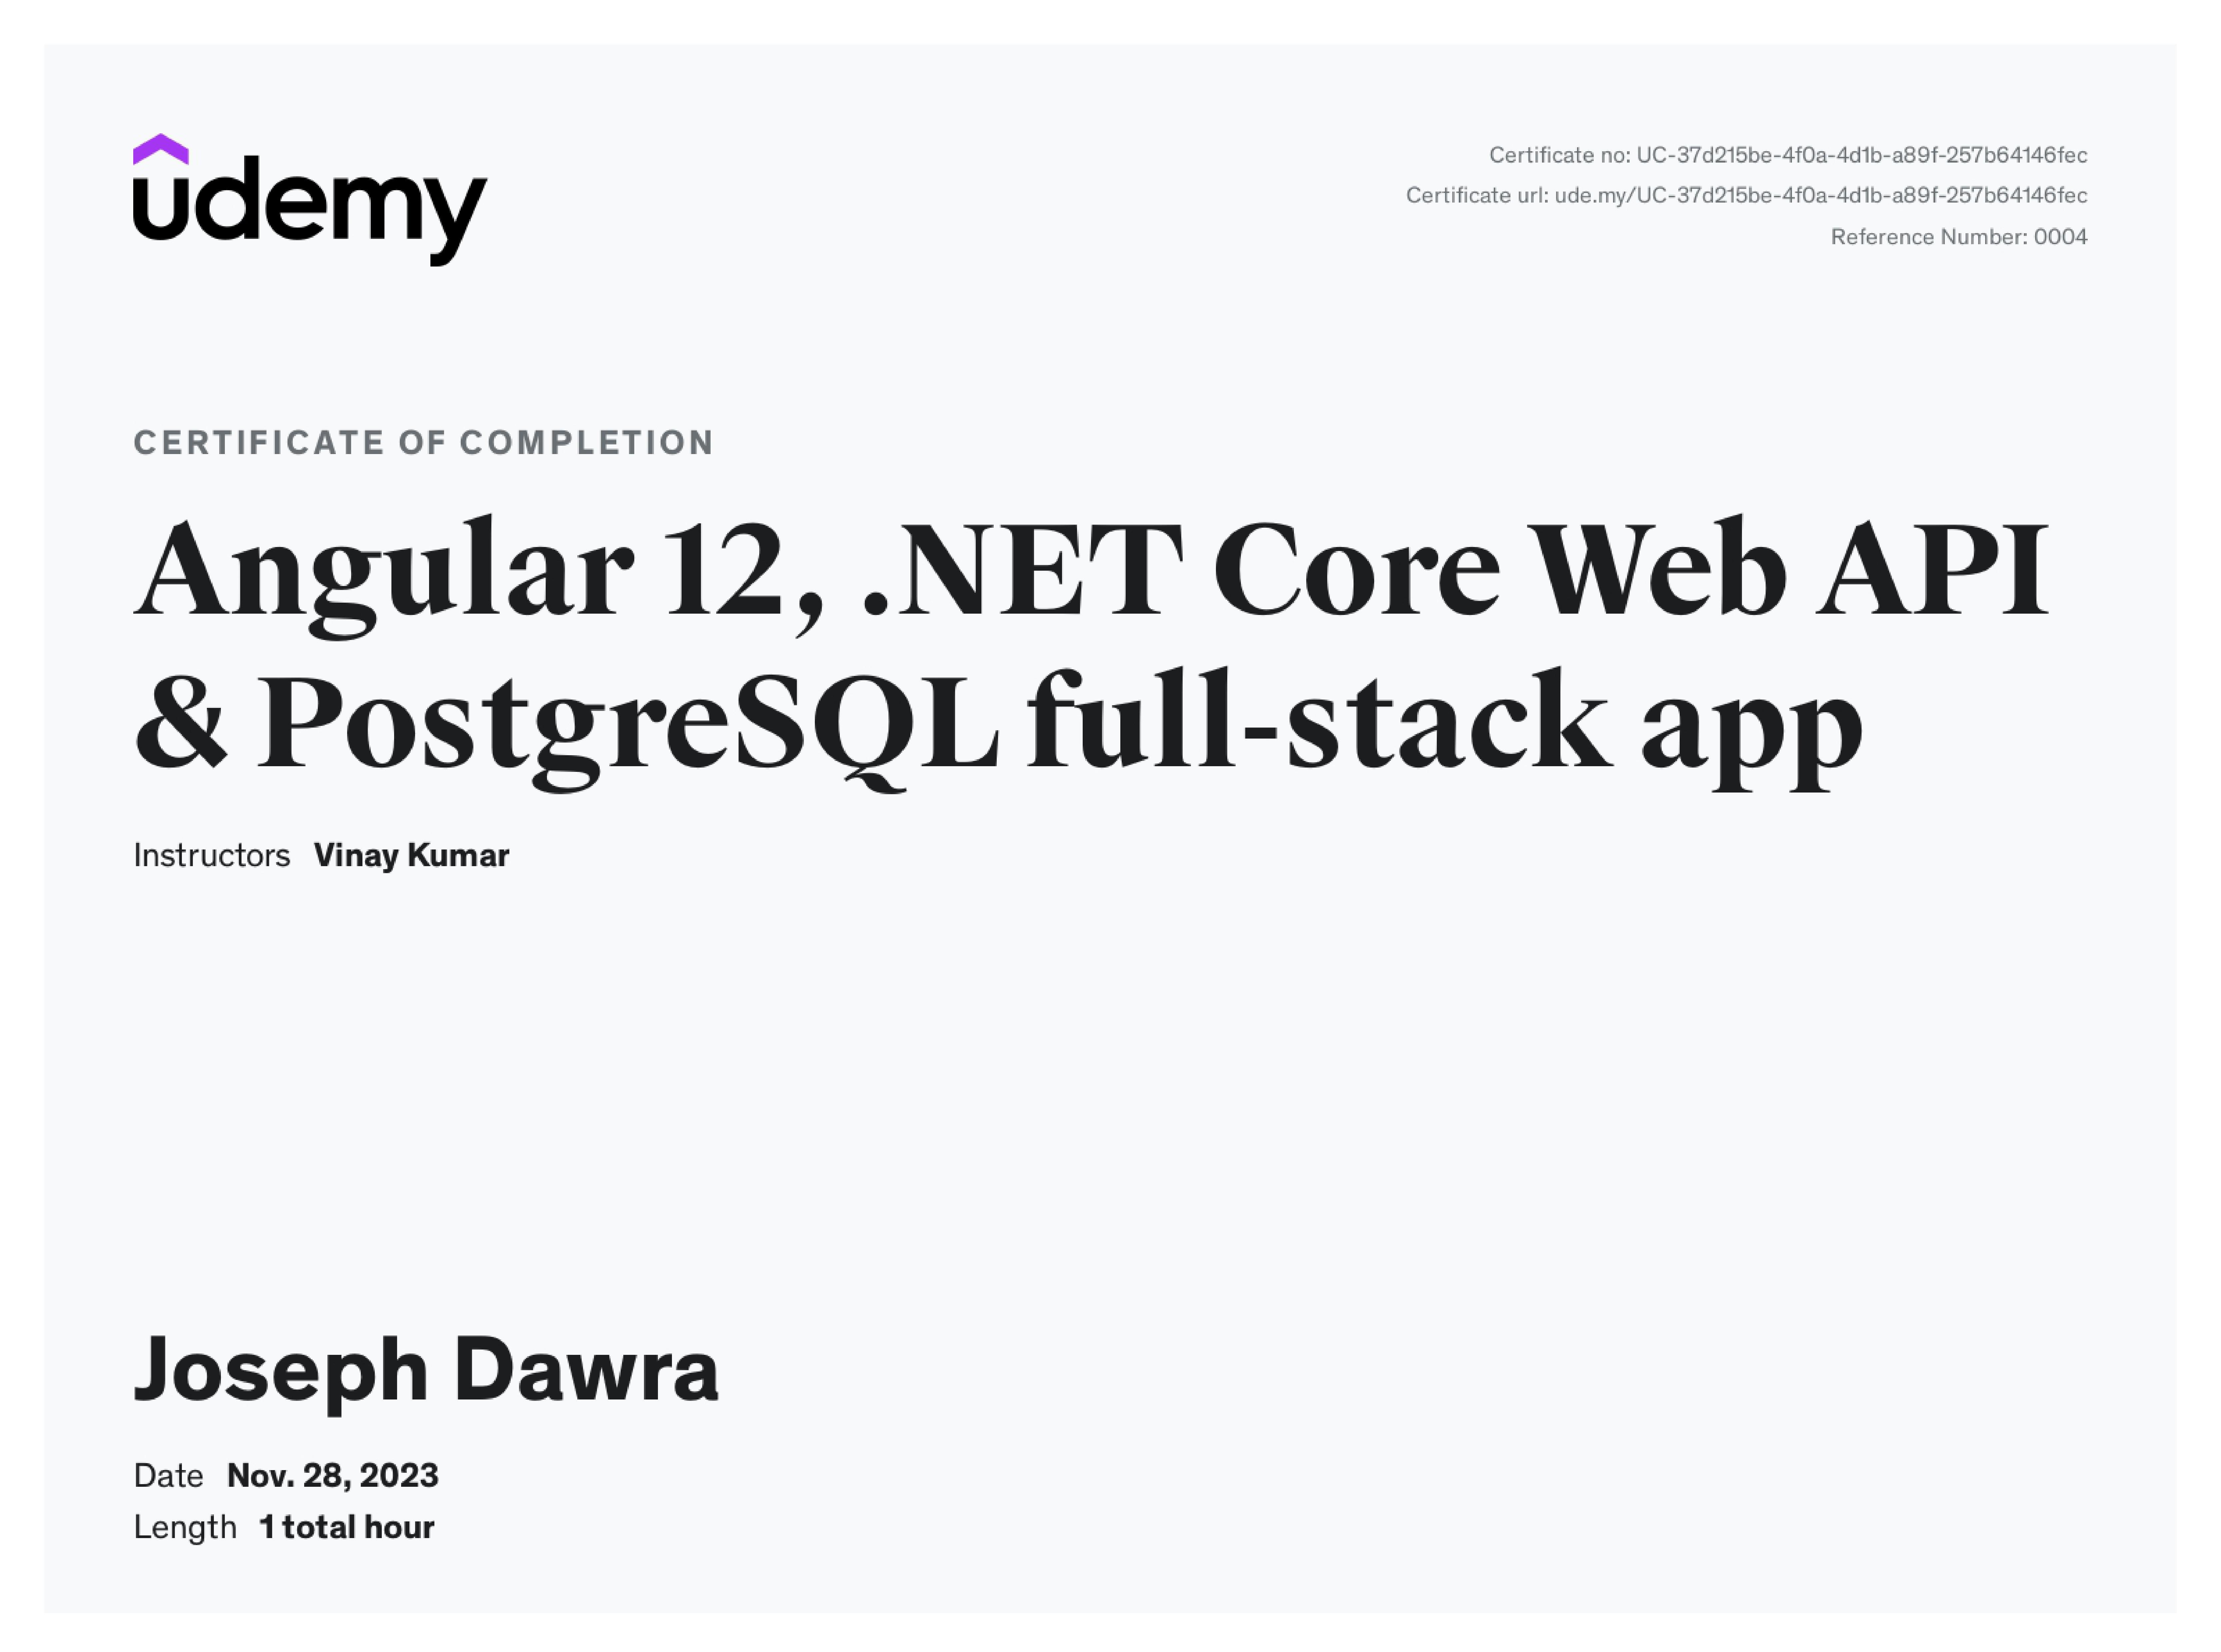 udemy
Certificate no: UC-37d215be-4f0a-4d1b-a89f-257b64146fec
Certificate url: ude.my/UC-37d215be-4f0a-4d1b-a89f-257b64146fec
Reference Number: 0004
CERTIFICATE OF COMPLETION
Angular 12, .NET Core Web API
& PostgreSQL full-stack app
Instructors Vinay Kumar
Joseph Dawra
Date Nov. 28, 2023
Length 1 total hour